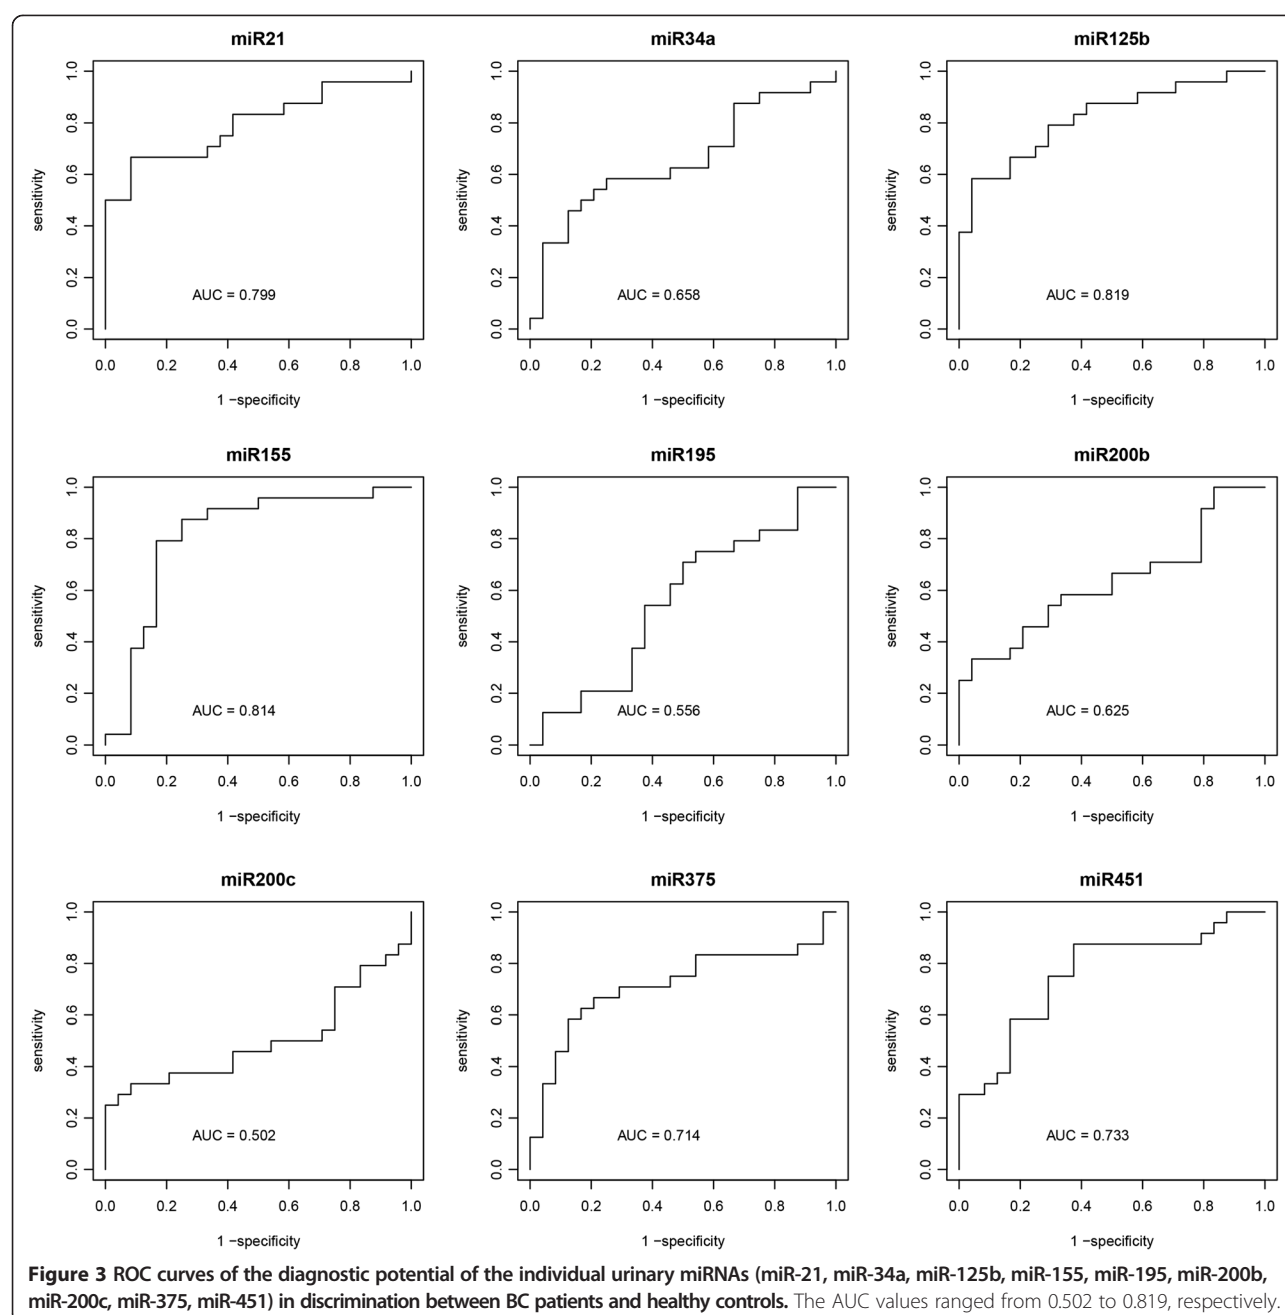 miR21
1.0
0.8
0.6
0.4
0.2
0.0
sensitivity
AUC = 0.799
0.0 0.2 0.4 0.6 0.8 1.0
1 −specificity
miR34a
1.0
0.8
0.6
0.4
0.2
0.0
sensitivity
AUC = 0.658
0.0 0.2 0.4 0.6 0.8 1.0
1 −specificity
miR125b
1.0
0.8
0.6
0.4
0.2
0.0
sensitivity
AUC = 0.819
0.0 0.2 0.4 0.6 0.8 1.0
1 −specificity
miR155
1.0
0.8
0.6
0.4
0.2
0.0
sensitivity
AUC = 0.814
0.0 0.2 0.4 0.6 0.8 1.0
1 −specificity
miR195
1.0
0.8
0.6
0.4
0.2
0.0
sensitivity
AUC = 0.556
0.0 0.2 0.4 0.6 0.8 1.0
1 −specificity
miR200b
1.0
0.8
0.6
0.4
0.2
0.0
sensitivity
AUC = 0.625
0.0 0.2 0.4 0.6 0.8 1.0
1 −specificity
miR200c
1.0
0.8
0.6
0.4
0.2
0.0
sensitivity
AUC = 0.502
0.0 0.2 0.4 0.6 0.8 1.0
1 −specificity
miR375
1.0
0.8
0.6
0.4
0.2
0.0
sensitivity
AUC = 0.714
0.0 0.2 0.4 0.6 0.8 1.0
1 −specificity
miR451
1.0
0.8
0.6
0.4
0.2
0.0
sensitivity
AUC = 0.733
0.0 0.2 0.4 0.6 0.8 1.0
1 −specificity
Figure 3 ROC curves of the diagnostic potential of the individual urinary miRNAs (miR-21, miR-34a, miR-125b, miR-155, miR-195, miR-200b,
miR-200c, miR-375, miR-451) in discrimination between BC patients and healthy controls. The AUC values ranged from 0.502 to 0.819, respectively.